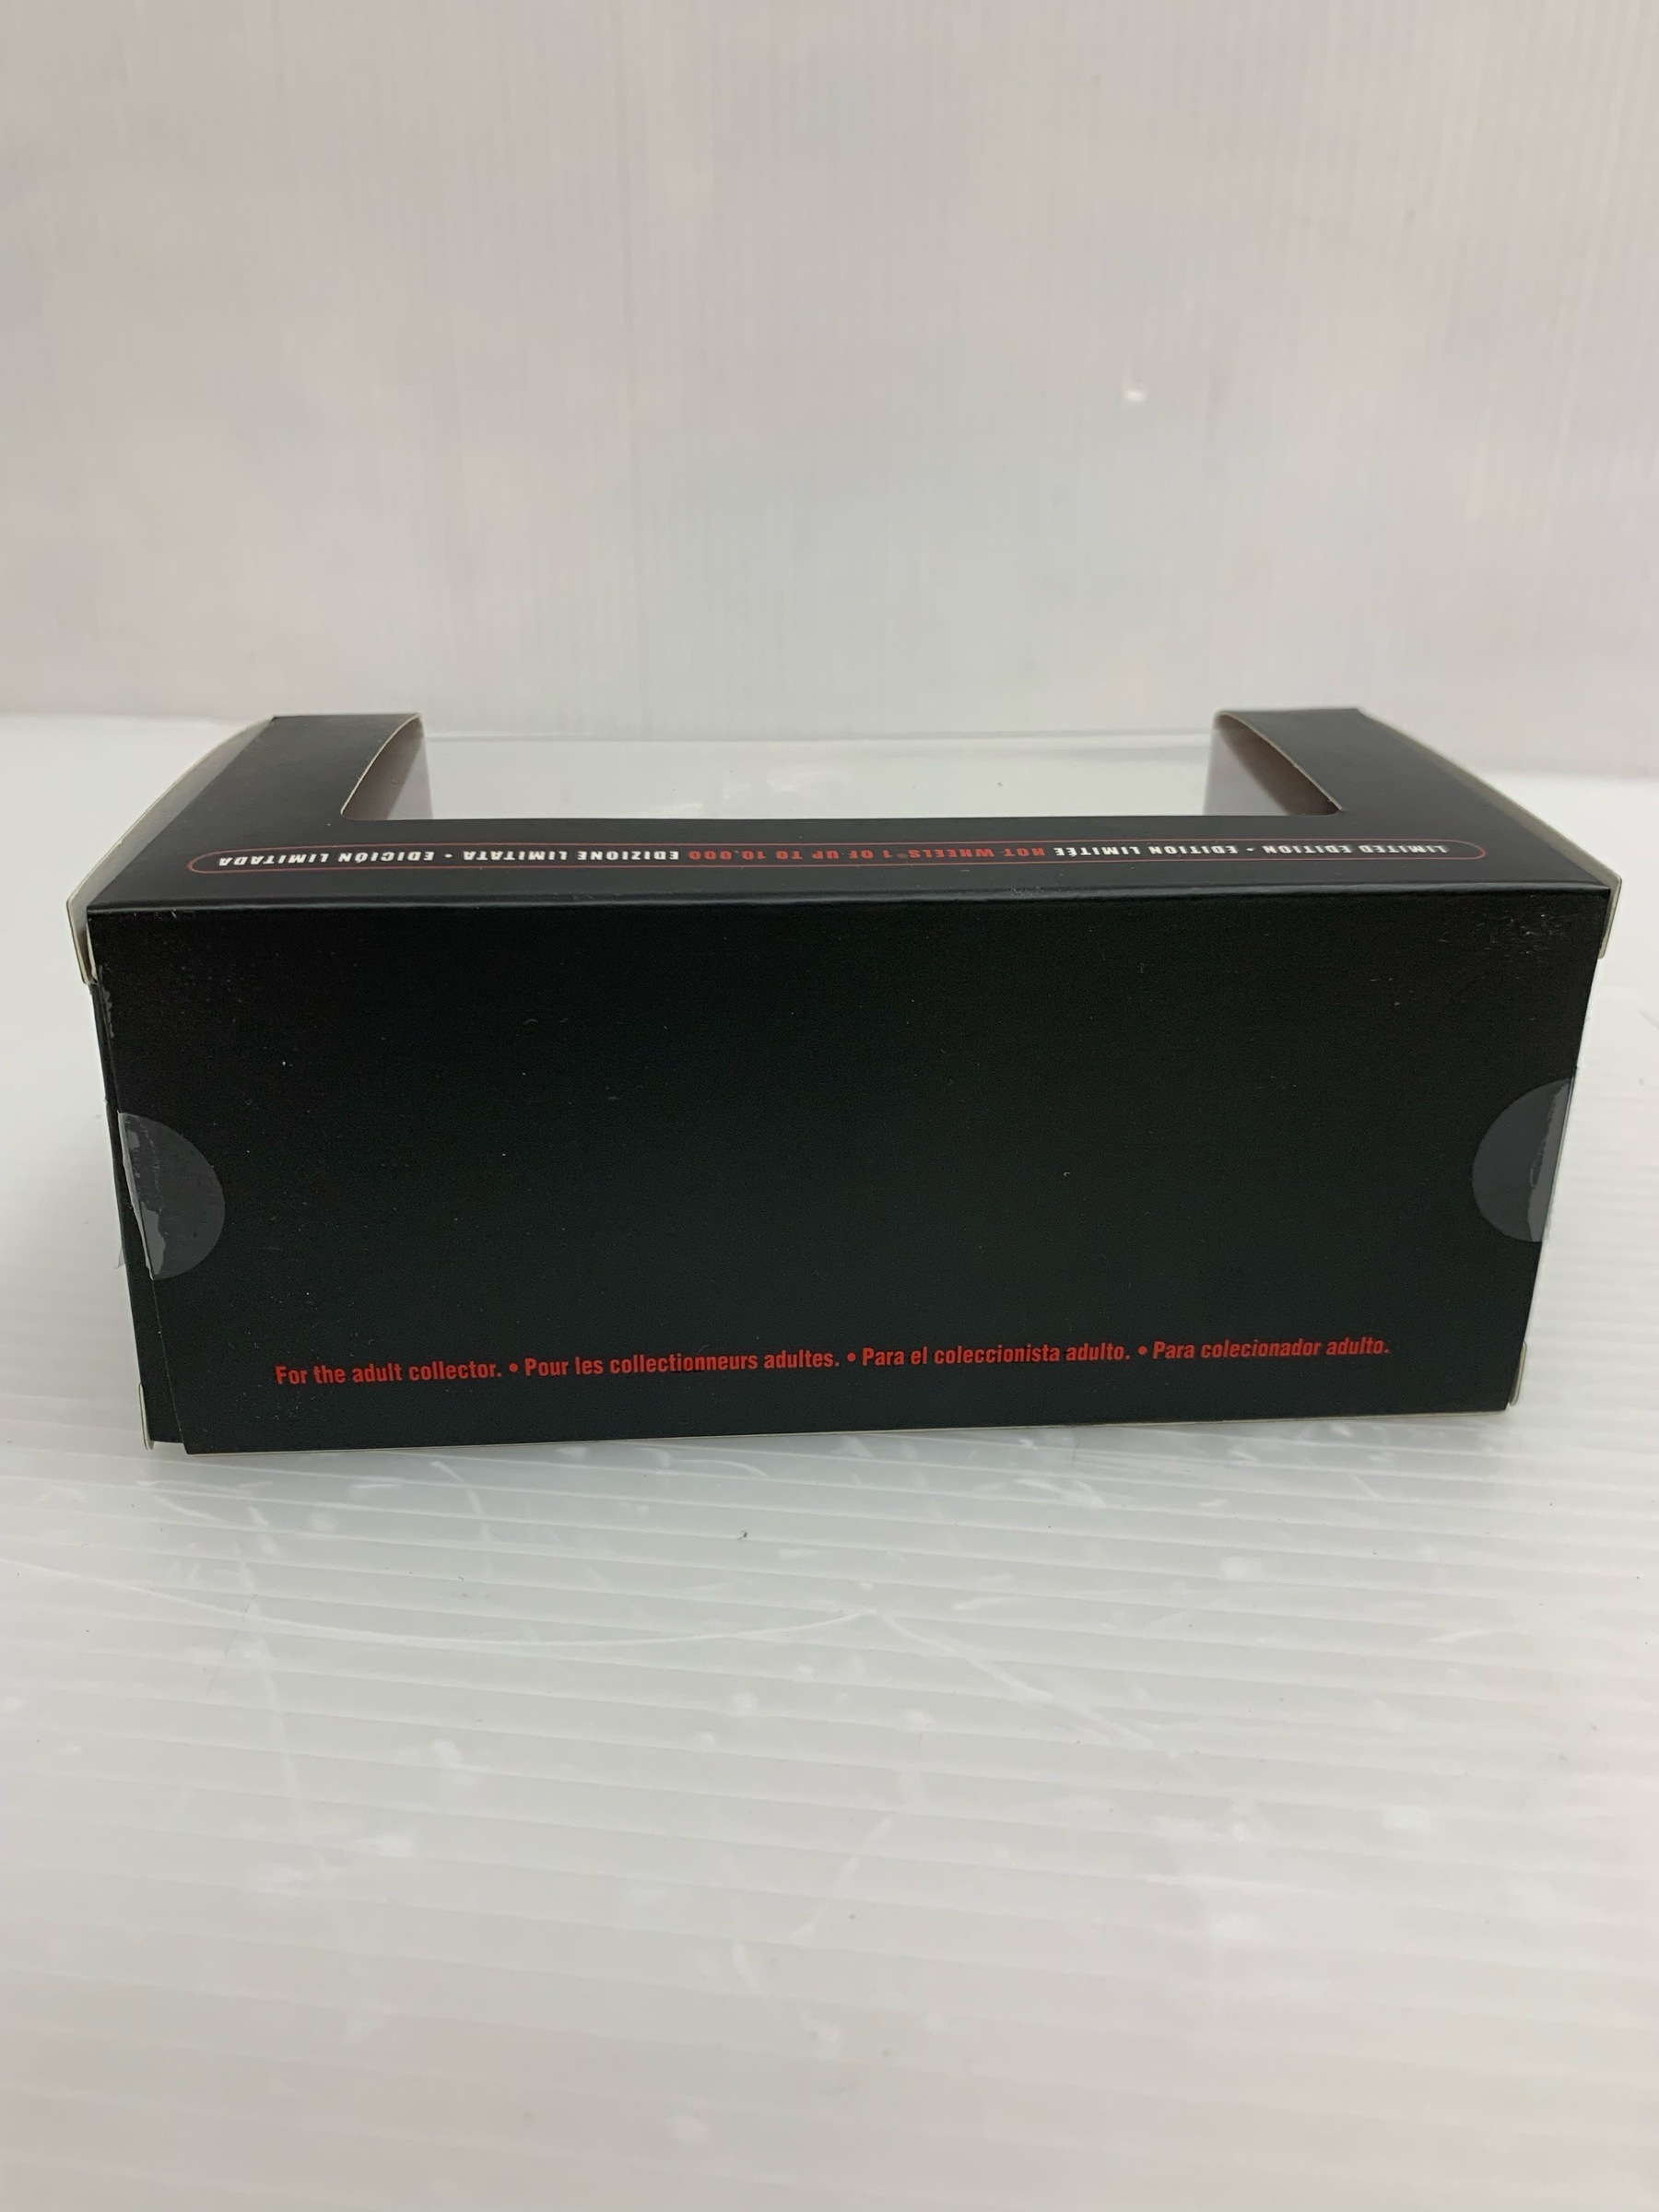 LIMITED EDITION • EDITION LIMITÉE HOT WHEELS® 1 OF UP TO 10,000 EDIZIONE LIMITATA • EDICIÓN LIMITADA
For the adult collector. • Pour les collectionneurs adultes. • Para el coleccionista adulto. • Para colecionador adulto.